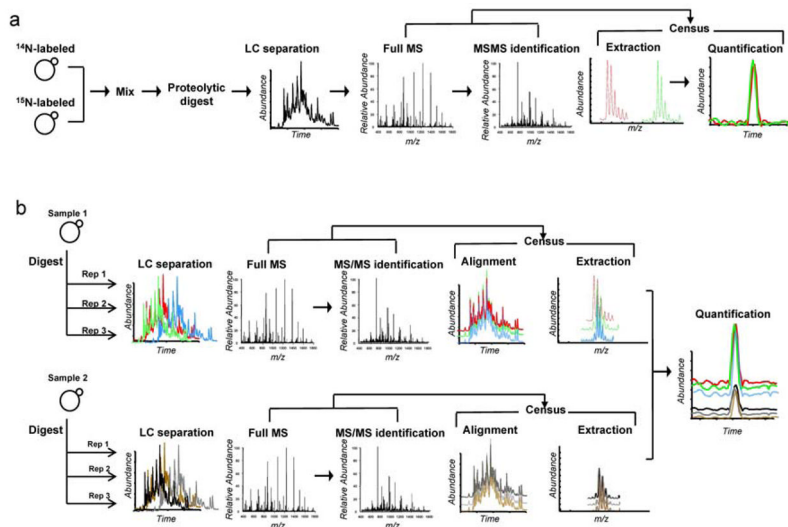 a
14N-labeled
15N-labeled
Mix
Proteolytic
digest
LC separation
Abundance
Time
Full MS
Relative Abundance
m/z
MSMS identification
Relative Abundance
m/z
Census
Extraction
m/z
Quantification
Abundance
Time
b
Sample 1
Digest
Rep 1
Rep 2
Rep 3
LC separation
Abundance
Time
Full MS
Relative Abundance
m/z
MS/MS identification
Relative Abundance
m/z
Census
Alignment
Abundance
Time
Extraction
Abundance
m/z
Quantification
Abundance
Time
Sample 2
Digest
Rep 1
Rep 2
Rep 3
LC separation
Abundance
Time
Full MS
Relative Abundance
m/z
MS/MS identification
Relative Abundance
m/z
Census
Alignment
Abundance
Time
Extraction
Abundance
m/z